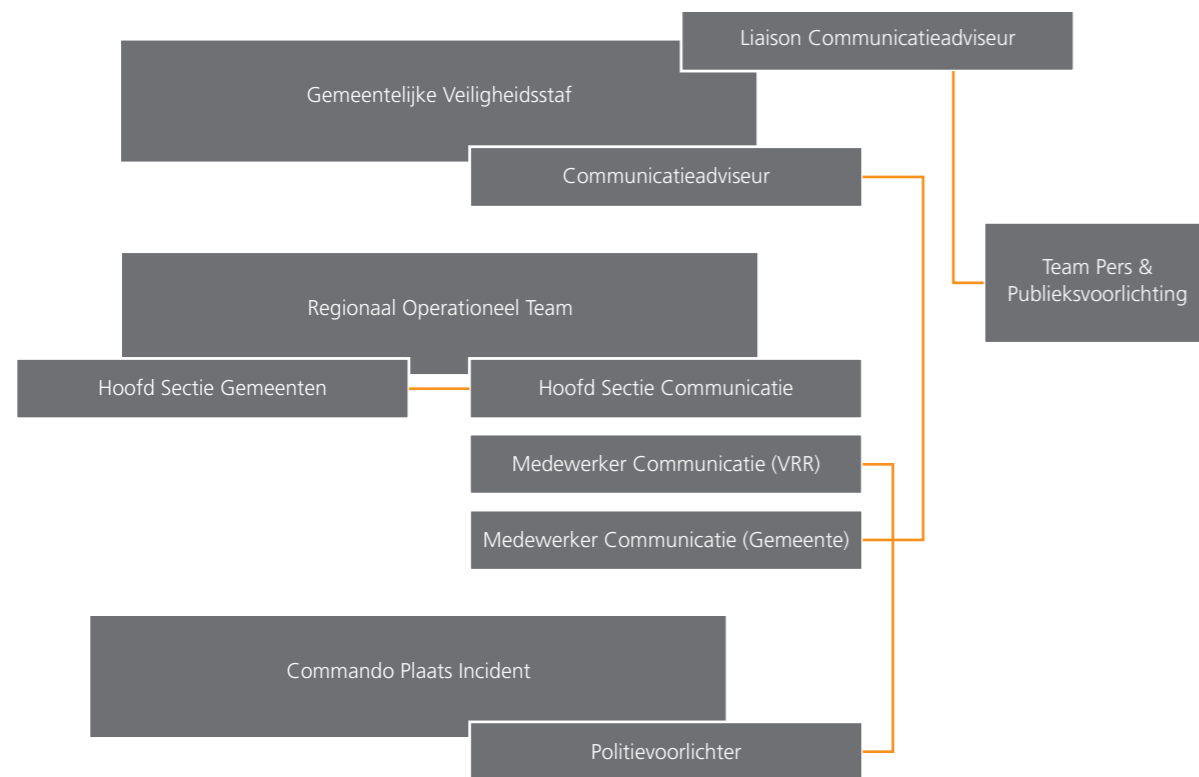 Liaison Communicatieadviseur
Gemeentelijke Veiligheidsstaf
Communicatieadviseur
Team Pers &
Publieksvoorlichting
Regionaal Operationeel Team
Hoofd Sectie Gemeenten
Hoofd Sectie Communicatie
Medewerker Communicatie (VRR)
Medewerker Communicatie (Gemeente)
Commando Plaats Incident
Politievoorlichter